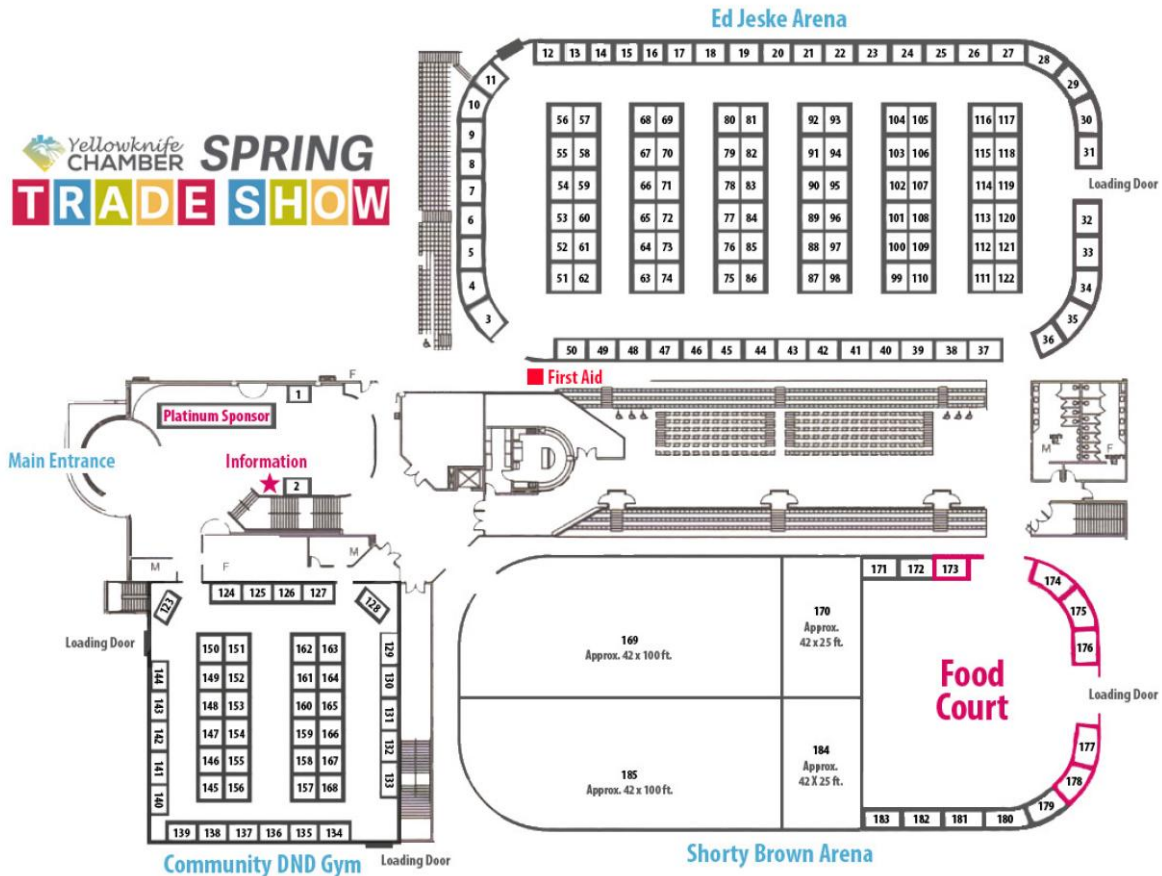 Ed Jeske Arena
Yellowknife
CHAMBER SPRING
TRADE SHOW
12 13 14 15 16 17 18 19 20 21 22 23 24 25 26 27
28
29
30
31
11
10
9
8
7
6
5
4
3
56 57 68 69 80 81 92 93 104 105 116 117
55 58 67 70 79 82 91 94 103 106 115 118
54 59 66 71 78 83 90 95 102 107 114 119
53 60 65 72 77 84 89 96 101 108 113 120
52 61 64 73 76 85 88 97 100 109 112 121
51 62 63 74 75 86 87 98 99 110 111 122
Loading Door
32
33
34
35
36
50 49 48 47 46 45 44 43 42 41 40 39 38 37
First Aid
F
1
Platinum Sponsor
Main Entrance
Information
2
M F
M F M
123
124 125 126 127
128
Loading Door
150 151 162 163
149 152 161 164
148 153 160 165
147 154 159 166
146 155 158 167
145 156 157 168
144
143
142
141
140
129
130
131
132
133
139 138 137 136 135 134
Community DND Gym
Loading Door
169
Approx. 42 x 100 ft.
170
Approx.
42 x 25 ft.
171 172 173
174
175
176
Food
Court
Loading Door
177
178
179
185
Approx. 42 x 100 ft.
184
Approx.
42 X 25 ft.
183 182 181 180
Shorty Brown Arena